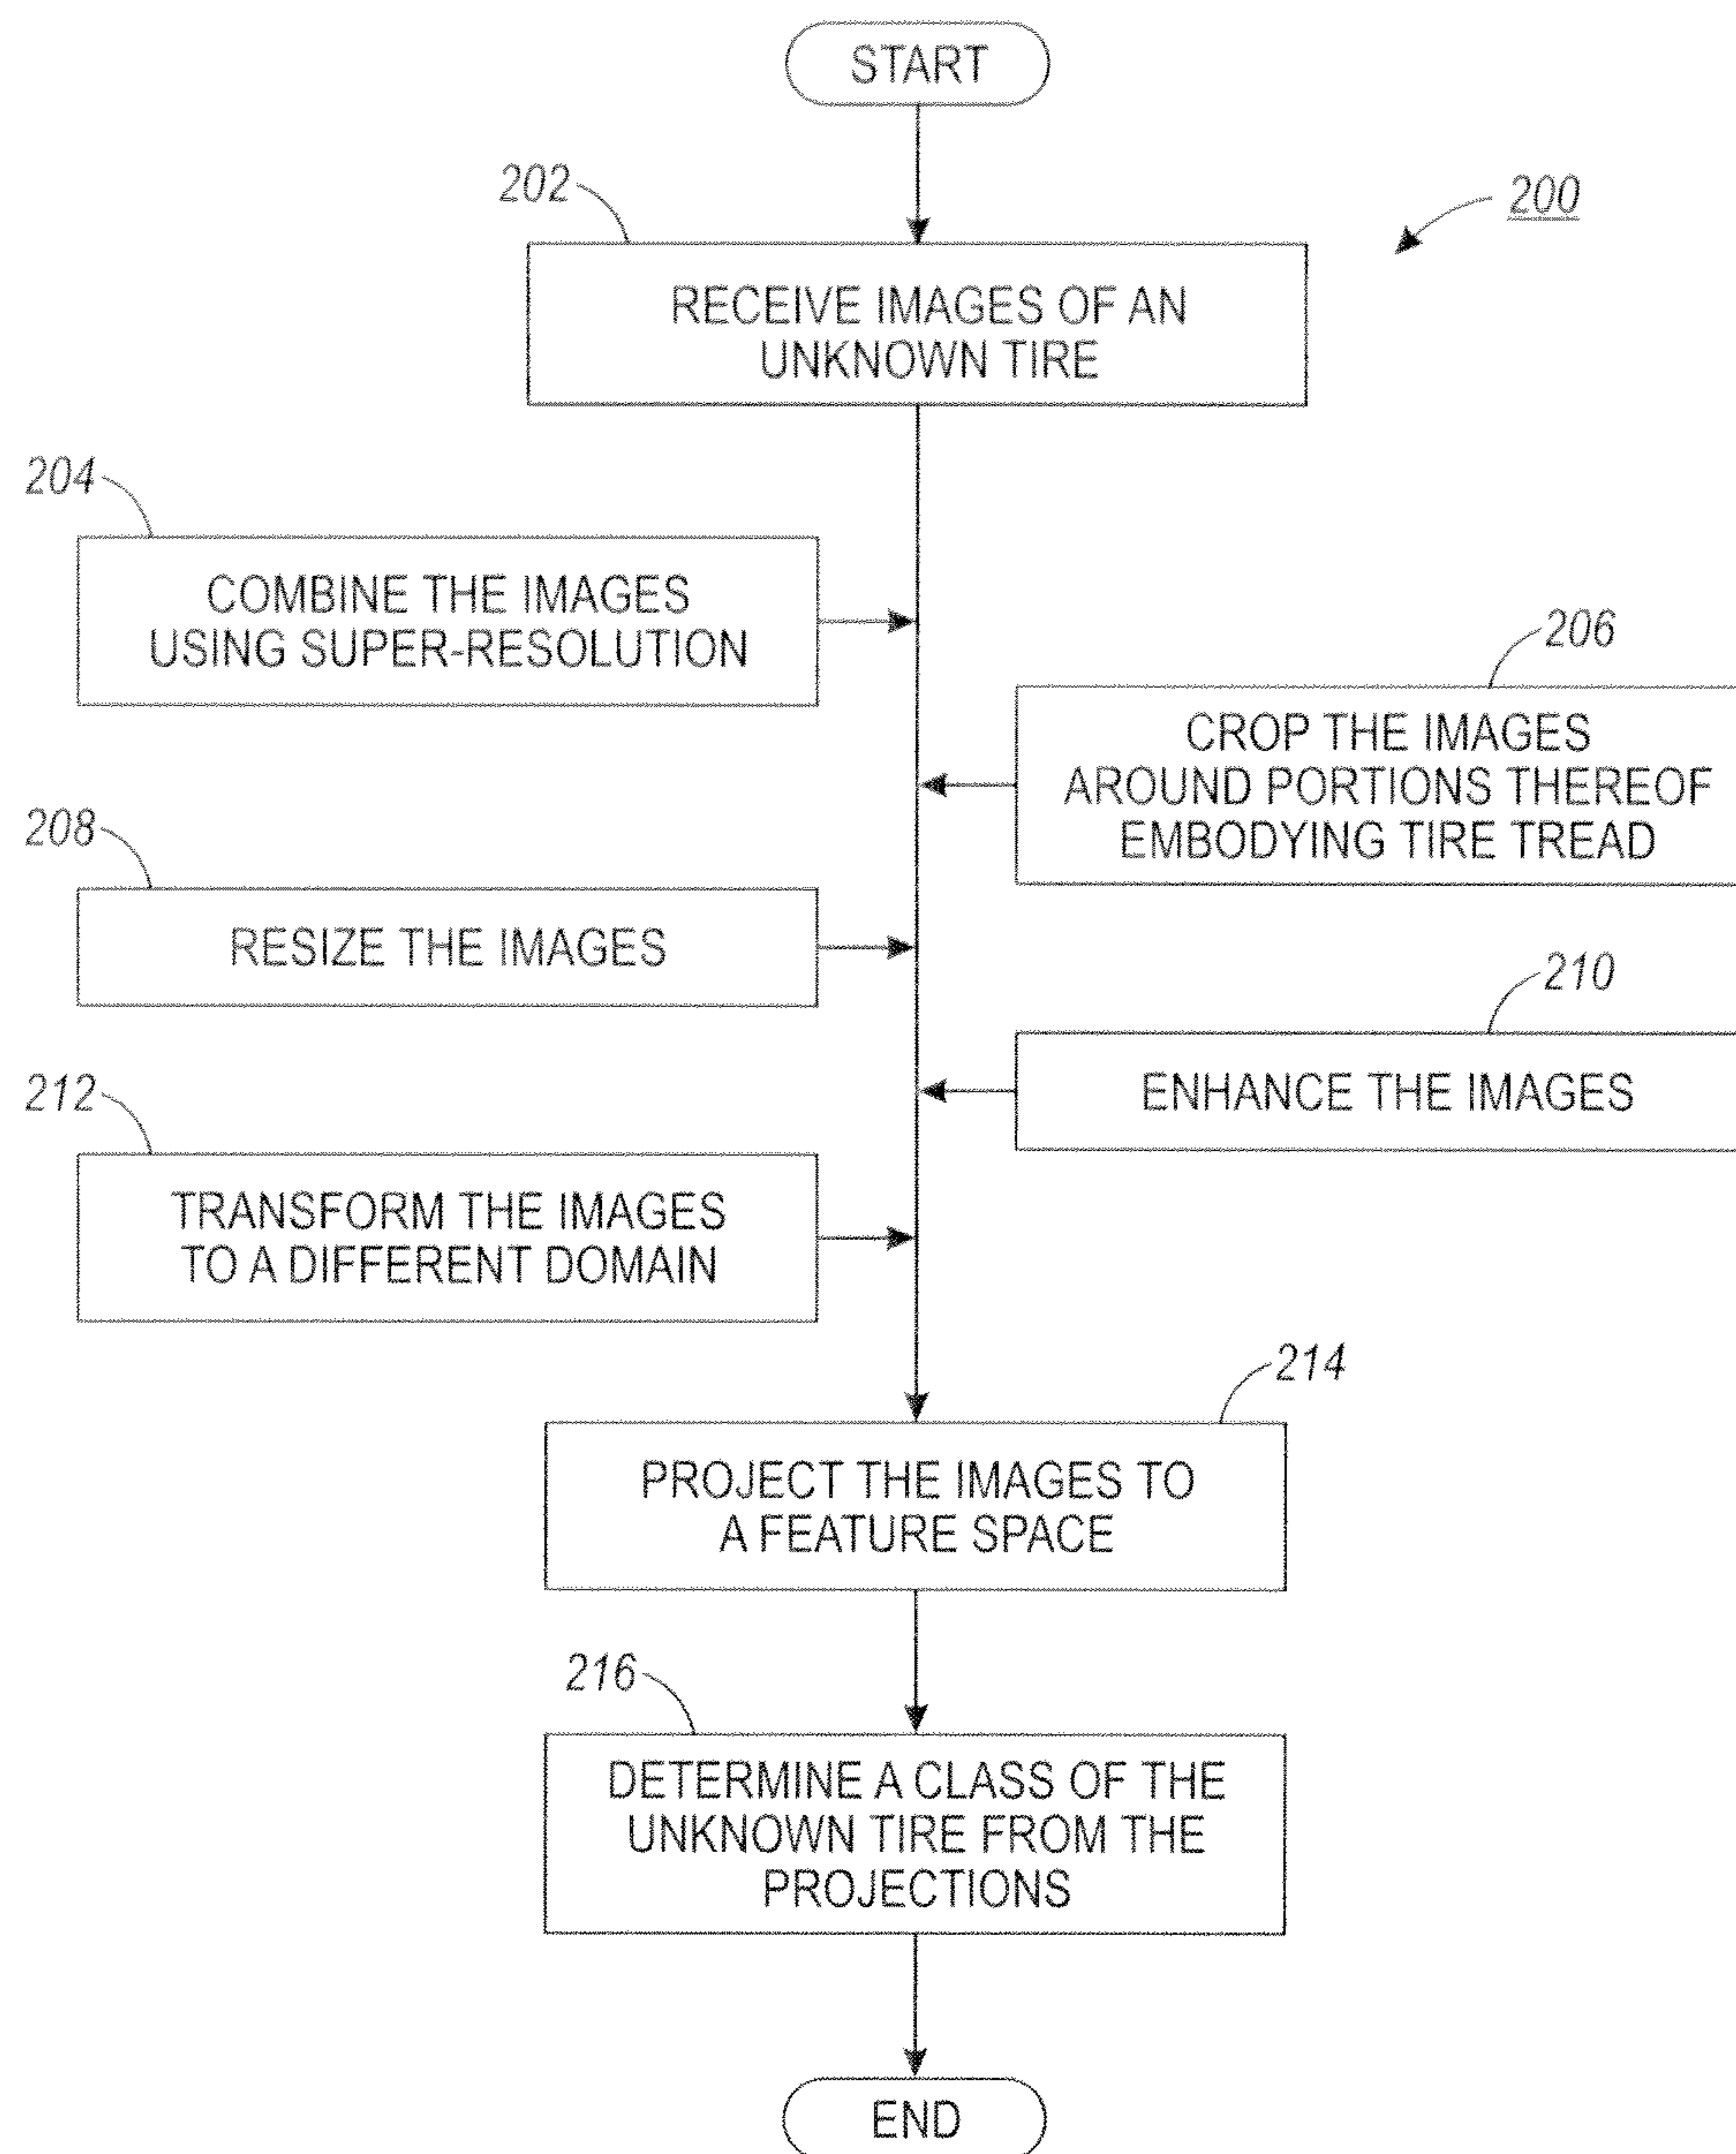 START
202
200
RECEIVE IMAGES OF AN
UNKNOWN TIRE
204
COMBINE THE IMAGES
USING SUPER-RESOLUTION
206
CROP THE IMAGES
AROUND PORTIONS THEREOF
EMBODYING TIRE TREAD
208
RESIZE THE IMAGES
210
ENHANCE THE IMAGES
212
TRANSFORM THE IMAGES
TO A DIFFERENT DOMAIN
214
PROJECT THE IMAGES TO
A FEATURE SPACE
216
DETERMINE A CLASS OF THE
UNKNOWN TIRE FROM THE
PROJECTIONS
END